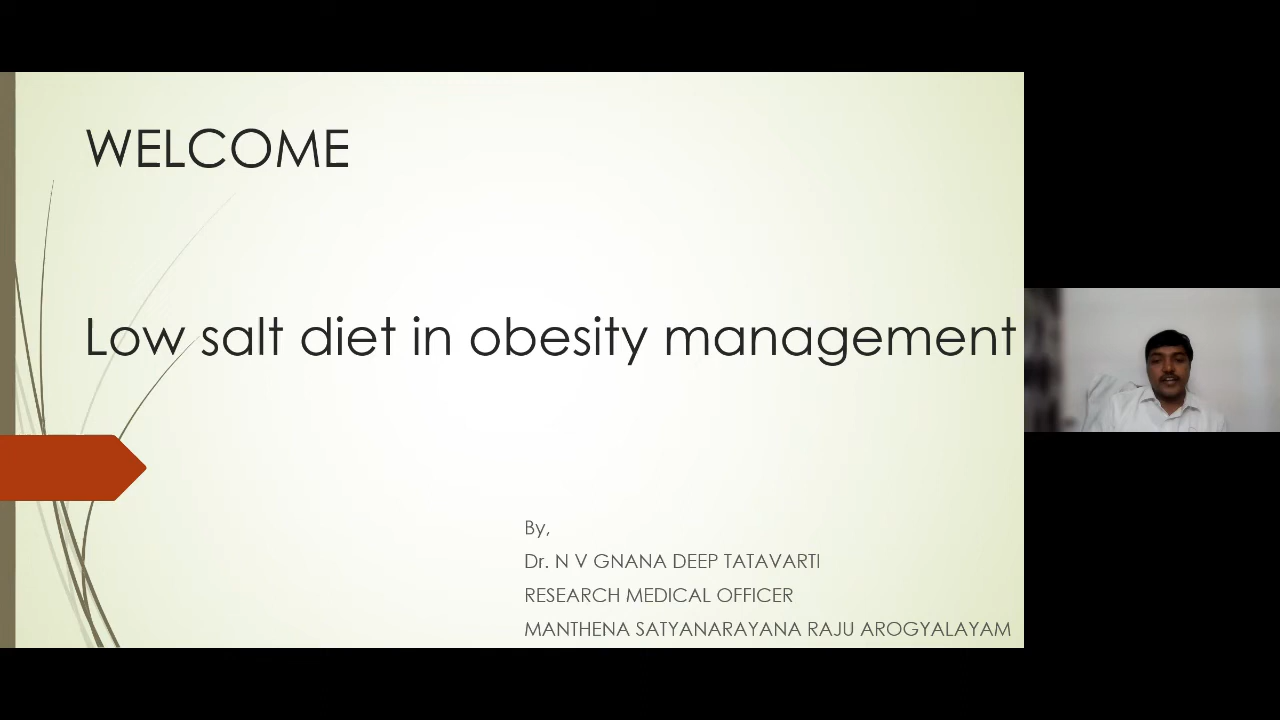 WELCOME
Low salt diet in obesity management
By,
Dr. N V GNANA DEEP TATAVARTI
RESEARCH MEDICAL OFFICER
MANTHENA SATYANARAYANA RAJU AROGYALAYAM